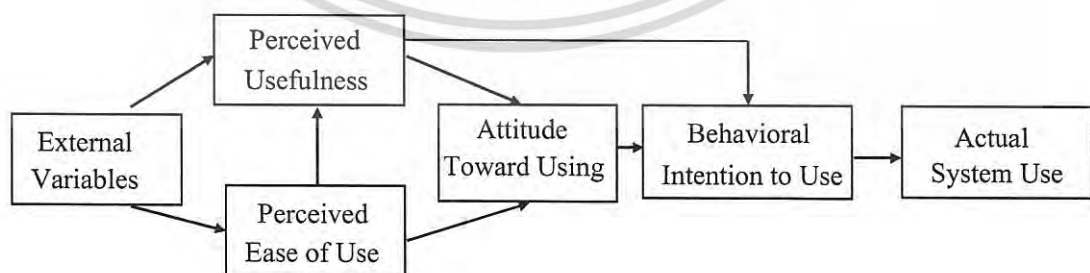 Perceived
Usefulness
External
Variables
Perceived
Ease of Use
Attitude
Toward Using
Behavioral
Intention to Use
Actual
System Use